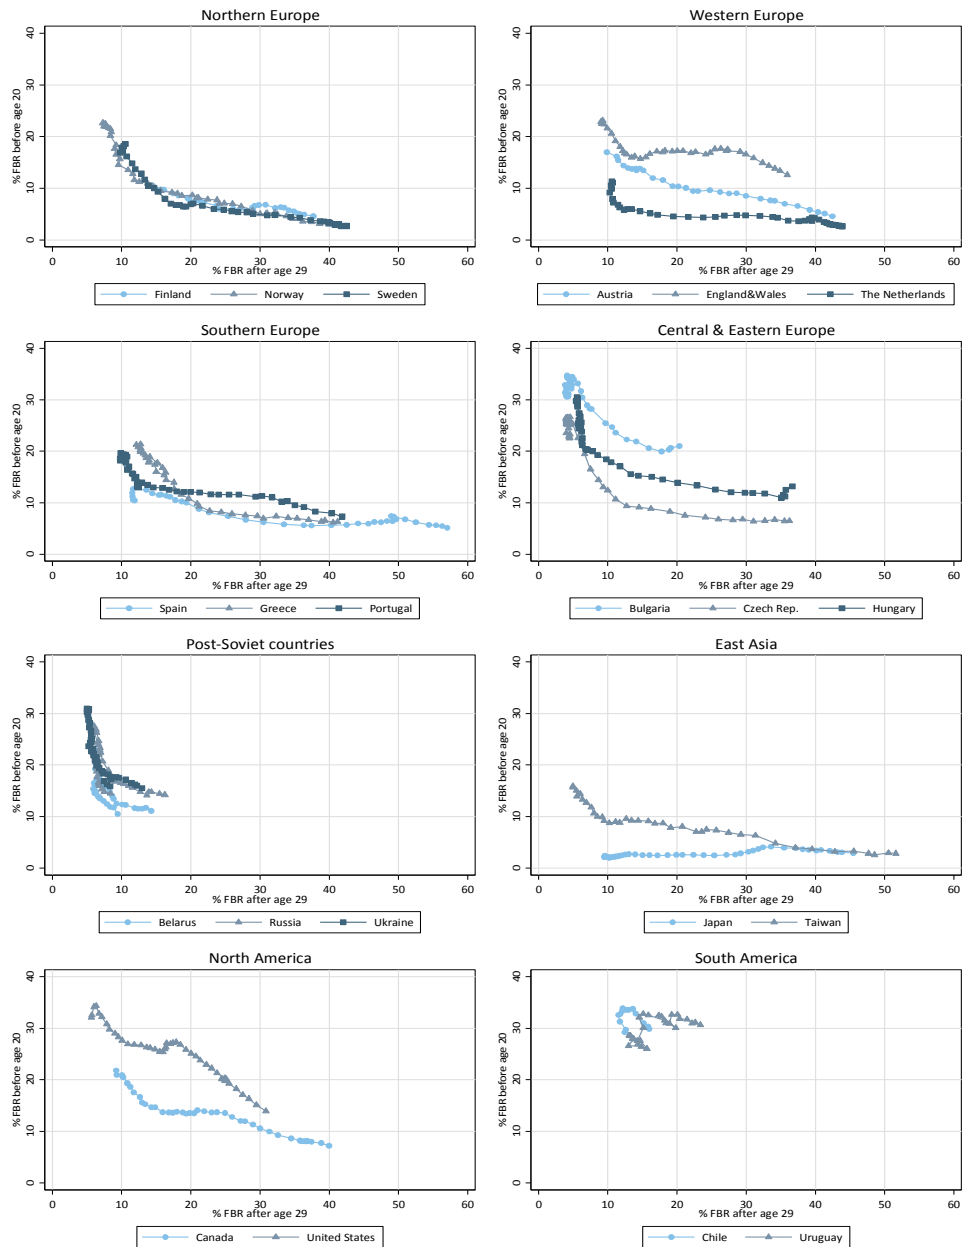 Northern Europe
% FBR before age 20
40
30
20
10
0
0 10 20 30 40 50 60
% FBR after age 29
Finland Norway Sweden
Western Europe
% FBR before age 20
40
30
20
10
0
0 10 20 30 40 50 60
% FBR after age 29
Austria England&Wales The Netherlands
Southern Europe
% FBR before age 20
40
30
20
10
0
0 10 20 30 40 50 60
% FBR after age 29
Spain Greece Portugal
Central & Eastern Europe
% FBR before age 20
40
30
20
10
0
0 10 20 30 40 50 60
% FBR after age 29
Bulgaria Czech Rep. Hungary
Post-Soviet countries
% FBR before age 20
40
30
20
10
0
0 10 20 30 40 50 60
% FBR after age 29
Belarus Russia Ukraine
East Asia
% FBR before age 20
40
30
20
10
0
0 10 20 30 40 50 60
% FBR after age 29
Japan Taiwan
North America
% FBR before age 20
40
30
20
10
0
0 10 20 30 40 50 60
% FBR after age 29
Canada United States
South America
% FBR before age 20
40
30
20
10
0
0 10 20 30 40 50 60
% FBR after age 29
Chile Uruguay